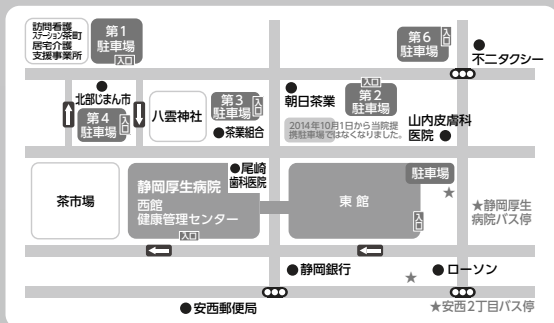 訪問看護
ステーション茶町
居宅介護
支援事業所
第1
駐車場
入口
第6
駐車場
入口
不二タクシー
北部じまん市
第4
駐車場
入口
八雲神社
第3
駐車場
入口
茶業組合
朝日茶業
入口
第2
駐車場
2014年10月1日から当院提
携駐車場ではなくなりました。
山内皮膚科
医院
尾崎
歯科医院
茶市場
静岡厚生病院
西館
健康管理センター
入口
東館
駐車場
入口
★静岡厚生
病院バス停
静岡銀行
ローソン
安西郵便局
★安西2丁目バス停